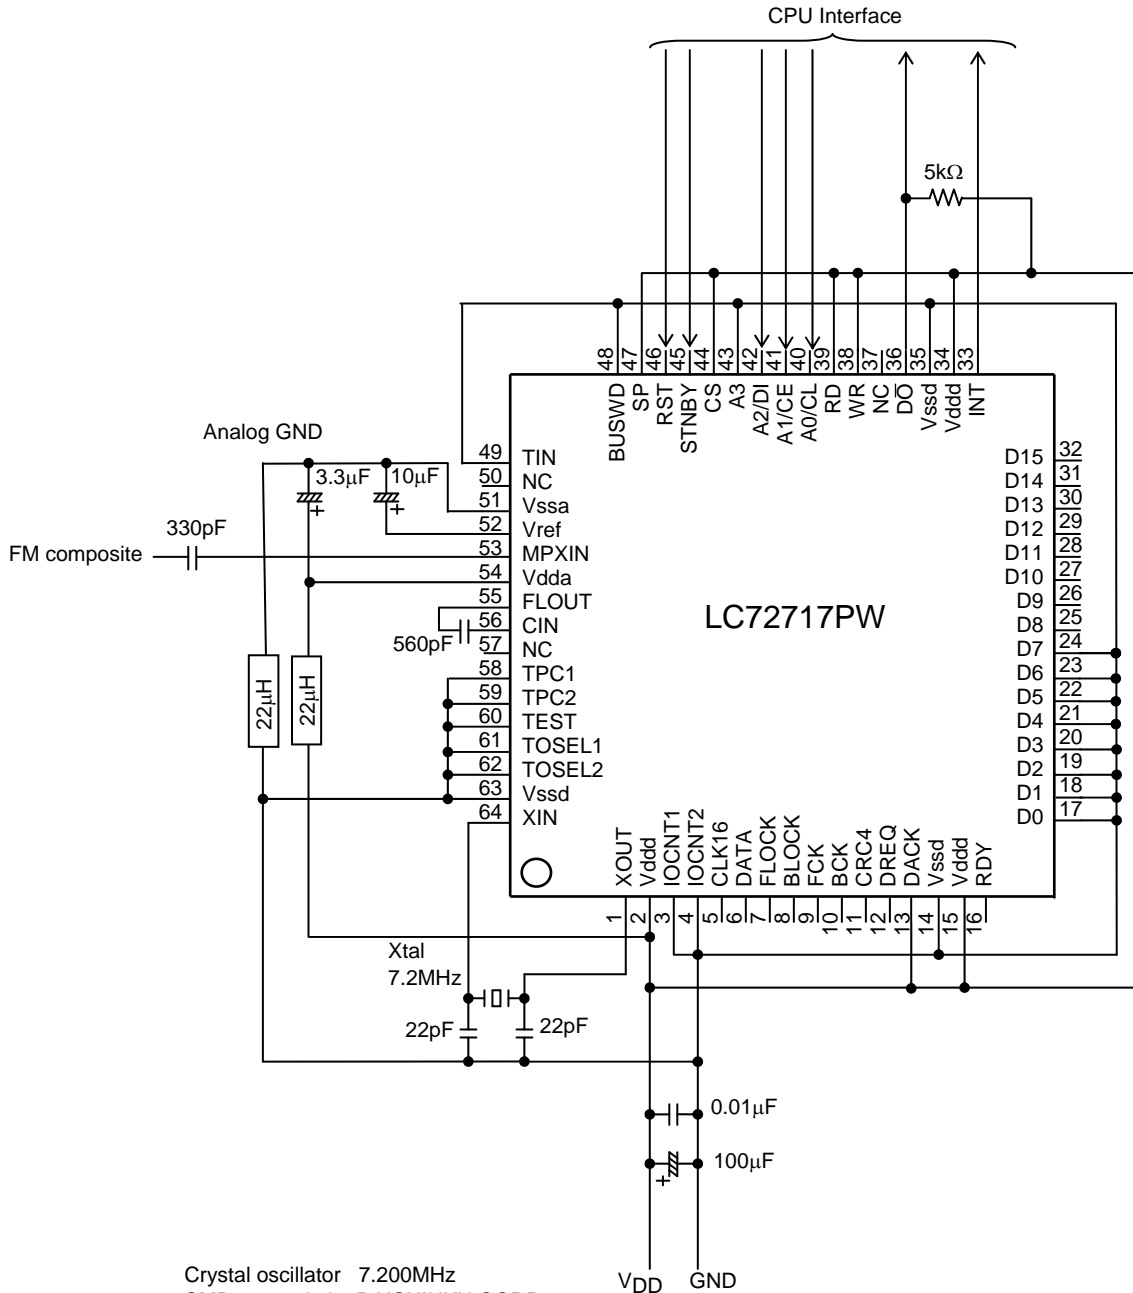 CPU Interface
5kΩ
48 47 46 45 44 43 42 41 40 39 38 37 36 35 34 33
BUSWD SP RST STNBY CS A3 A2/DI A1/CE A0/CL RD WR NC DO Vssd Vddd INT
Analog GND
3.3μF 10μF
+ +
330pF
FM composite
560pF
22μH 22μH
49 TIN
50 NC
51 Vssa
52 Vref
53 MPXIN
54 Vdda
55 FLOUT
56 CIN
57 NC
58 TPC1
59 TPC2
60 TEST
61 TOSEL1
62 TOSEL2
63 Vssd
64 XIN
LC72717PW
D15 32
D14 31
D13 30
D12 29
D11 28
D10 27
D9 26
D8 25
D7 24
D6 23
D5 22
D4 21
D3 20
D2 19
D1 18
D0 17
XOUT Vddd IOCNT1 IOCNT2 CLK16 DATA FLOCK BLOCK FCK BCK CRC4 DREQ DACK Vssd Vddd RDY
1 2 3 4 5 6 7 8 9 10 11 12 13 14 15 16
Xtal
7.2MHz
22pF 22pF
0.01μF
100μF
+
VDD GND
Crystal oscillator 7.200MHz